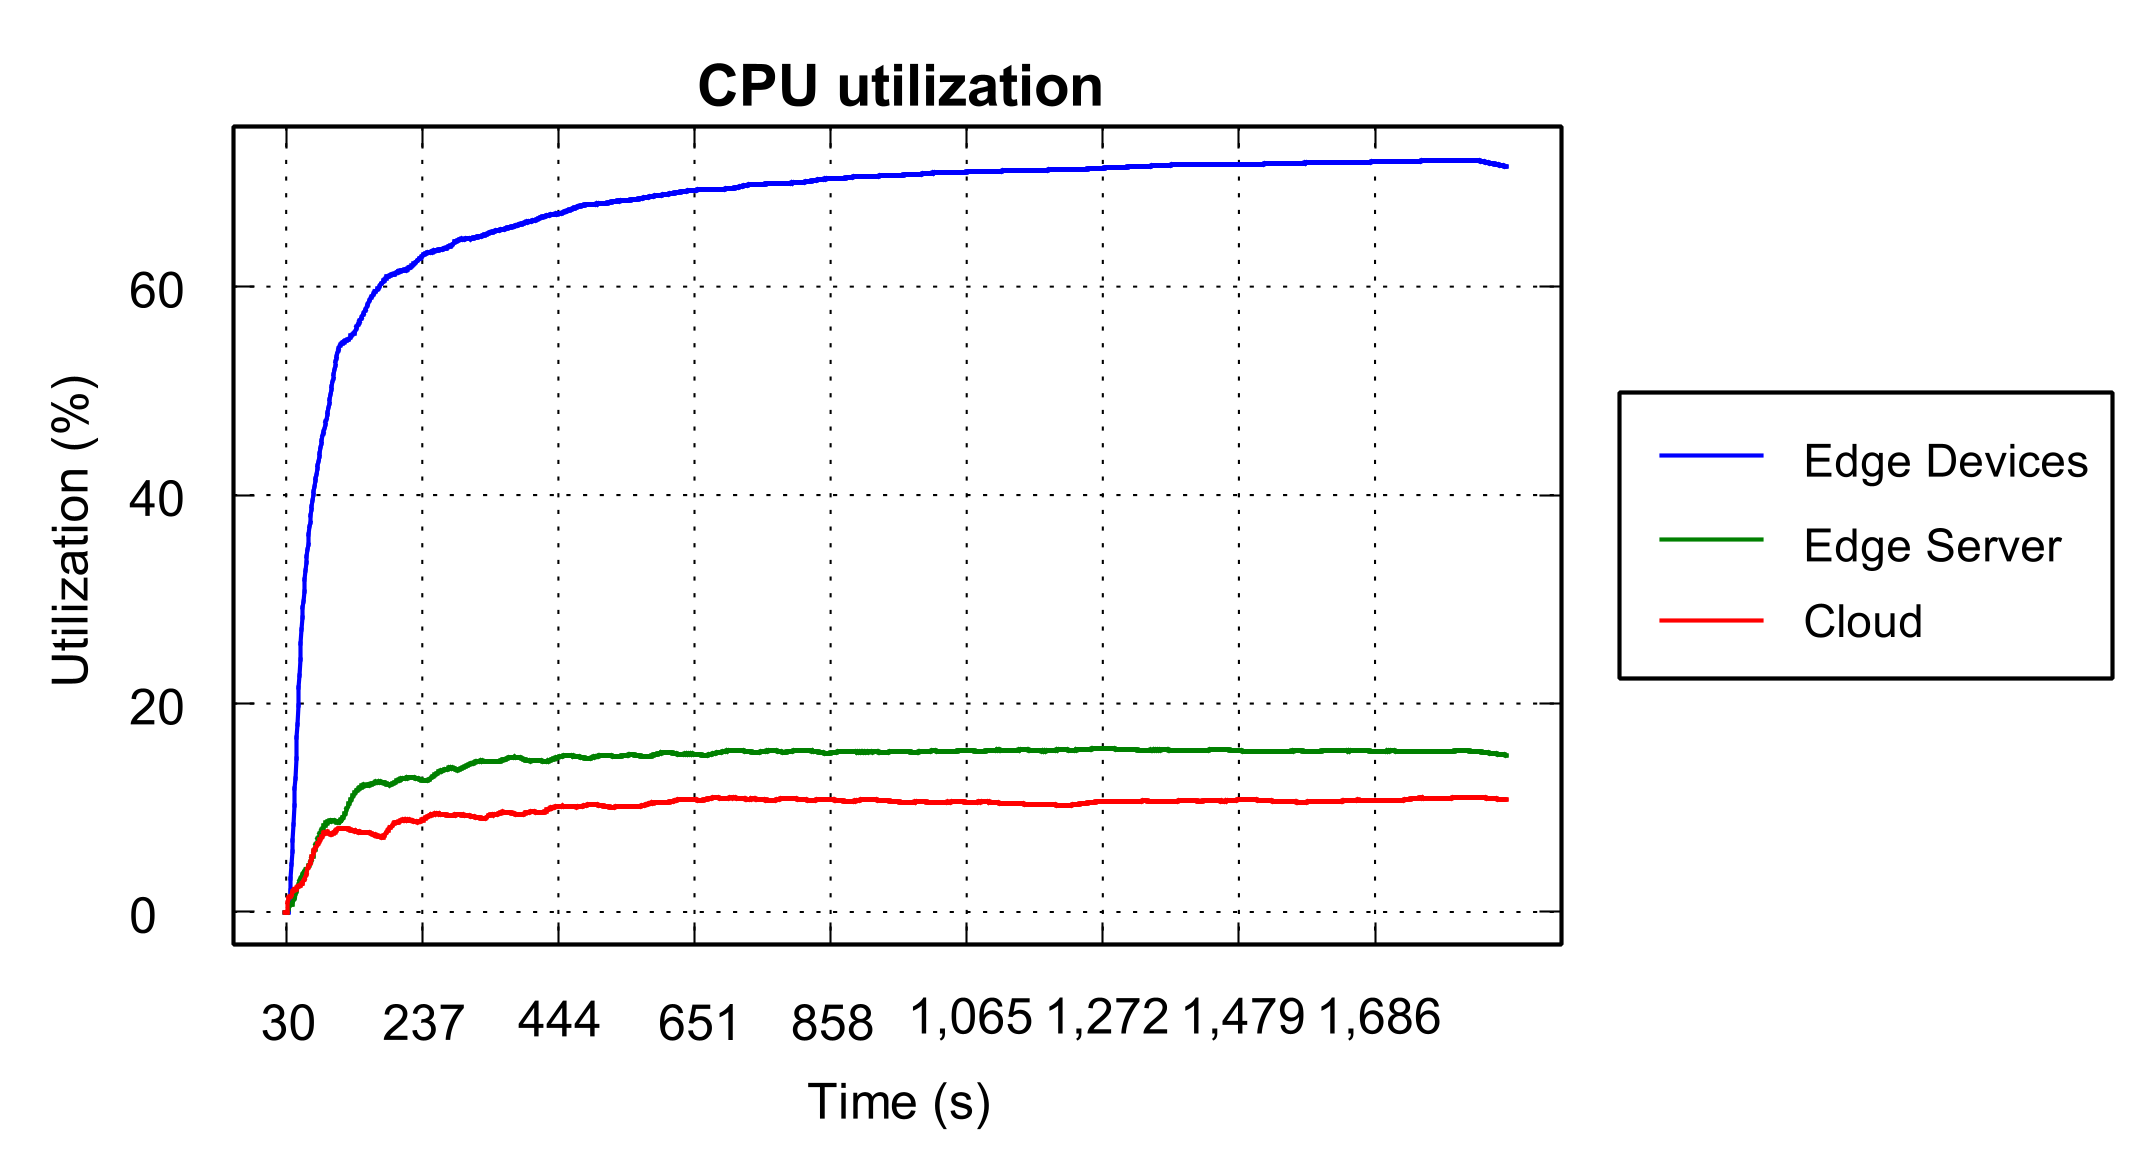 CPU utilization
Utilization (%)
60
40
20
0
30 237 444 651 858 1,065 1,272 1,479 1,686
Time (s)
Edge Devices
Edge Server
Cloud